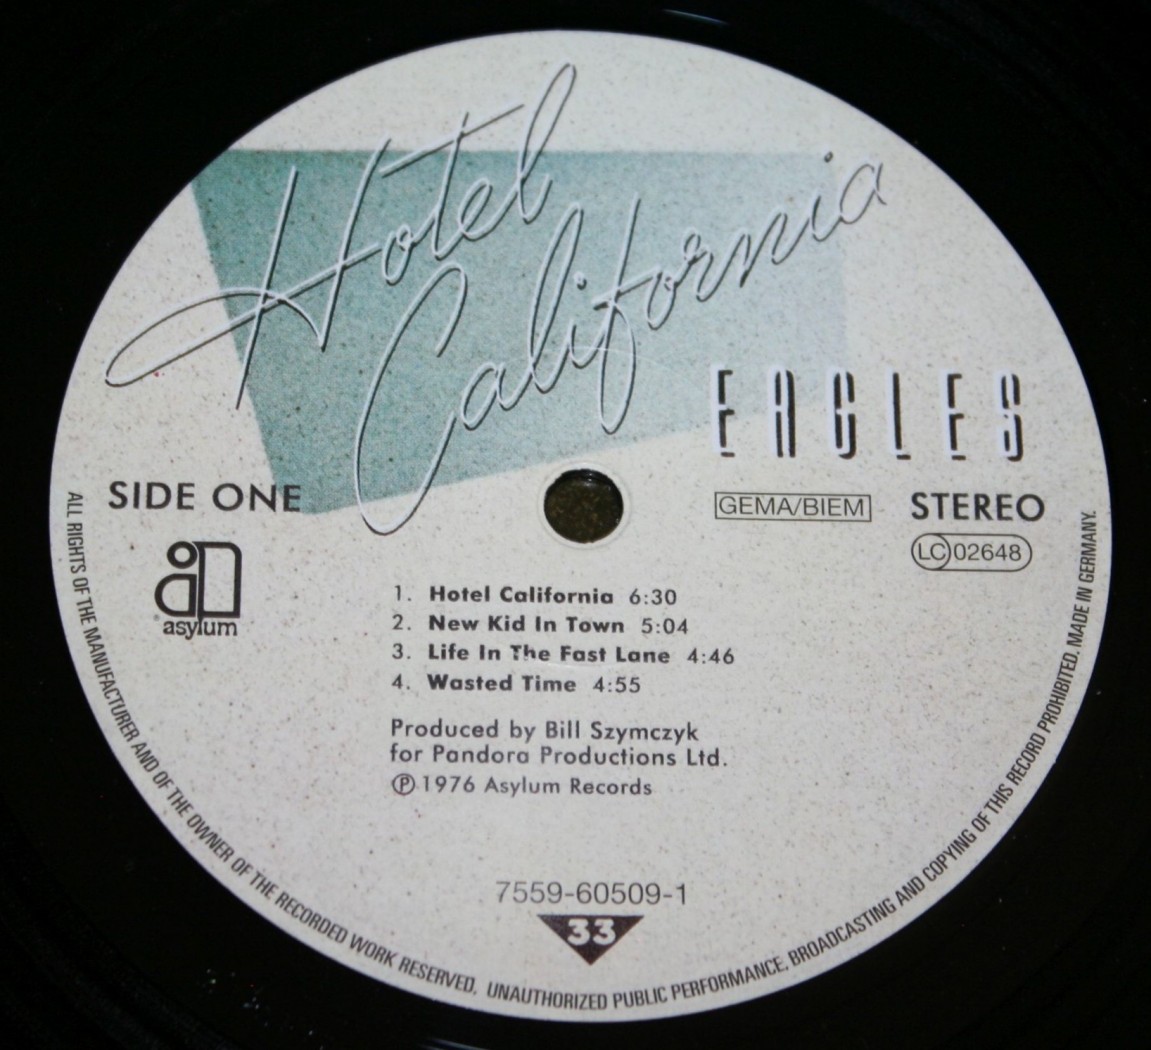 Hotel
California
EAGLES
SIDE ONE
GEMA/BIEM
STEREO
LC 02648
asylum
1. Hotel California 6:30
2. New Kid In Town 5:04
3. Life In The Fast Lane 4:46
4. Wasted Time 4:55
Produced by Bill Szymczyk
for Pandora Productions Ltd.
Ⓟ 1976 Asylum Records
7559-60509-1
33
ALL RIGHTS OF THE MANUFACTURER AND OF THE OWNER OF THE RECORDED WORK RESERVED. UNAUTHORIZED PUBLIC PERFORMANCE, BROADCASTING AND COPYING OF THIS RECORD PROHIBITED. MADE IN GERMANY.